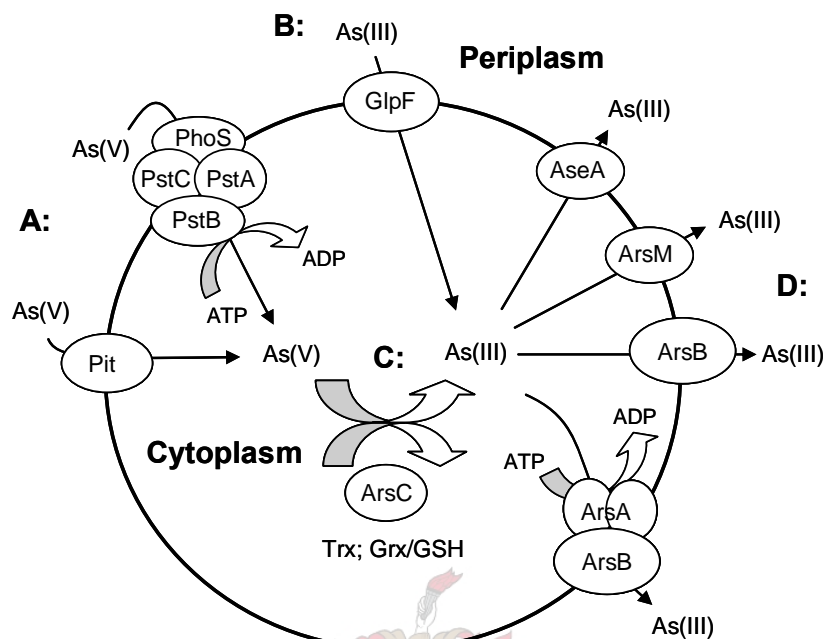 B:
As(III)
Periplasm
GlpF
As(III)
As(V)
PhoS
PstC
PstA
AseA
PstB
A:
As(III)
ArsM
ADP
D:
ATP
As(V)
Pit
As(V)
C:
As(III)
ArsB
As(III)
ADP
Cytoplasm
ATP
ArsC
ArsA
Trx; Grx/GSH
ArsB
As(III)